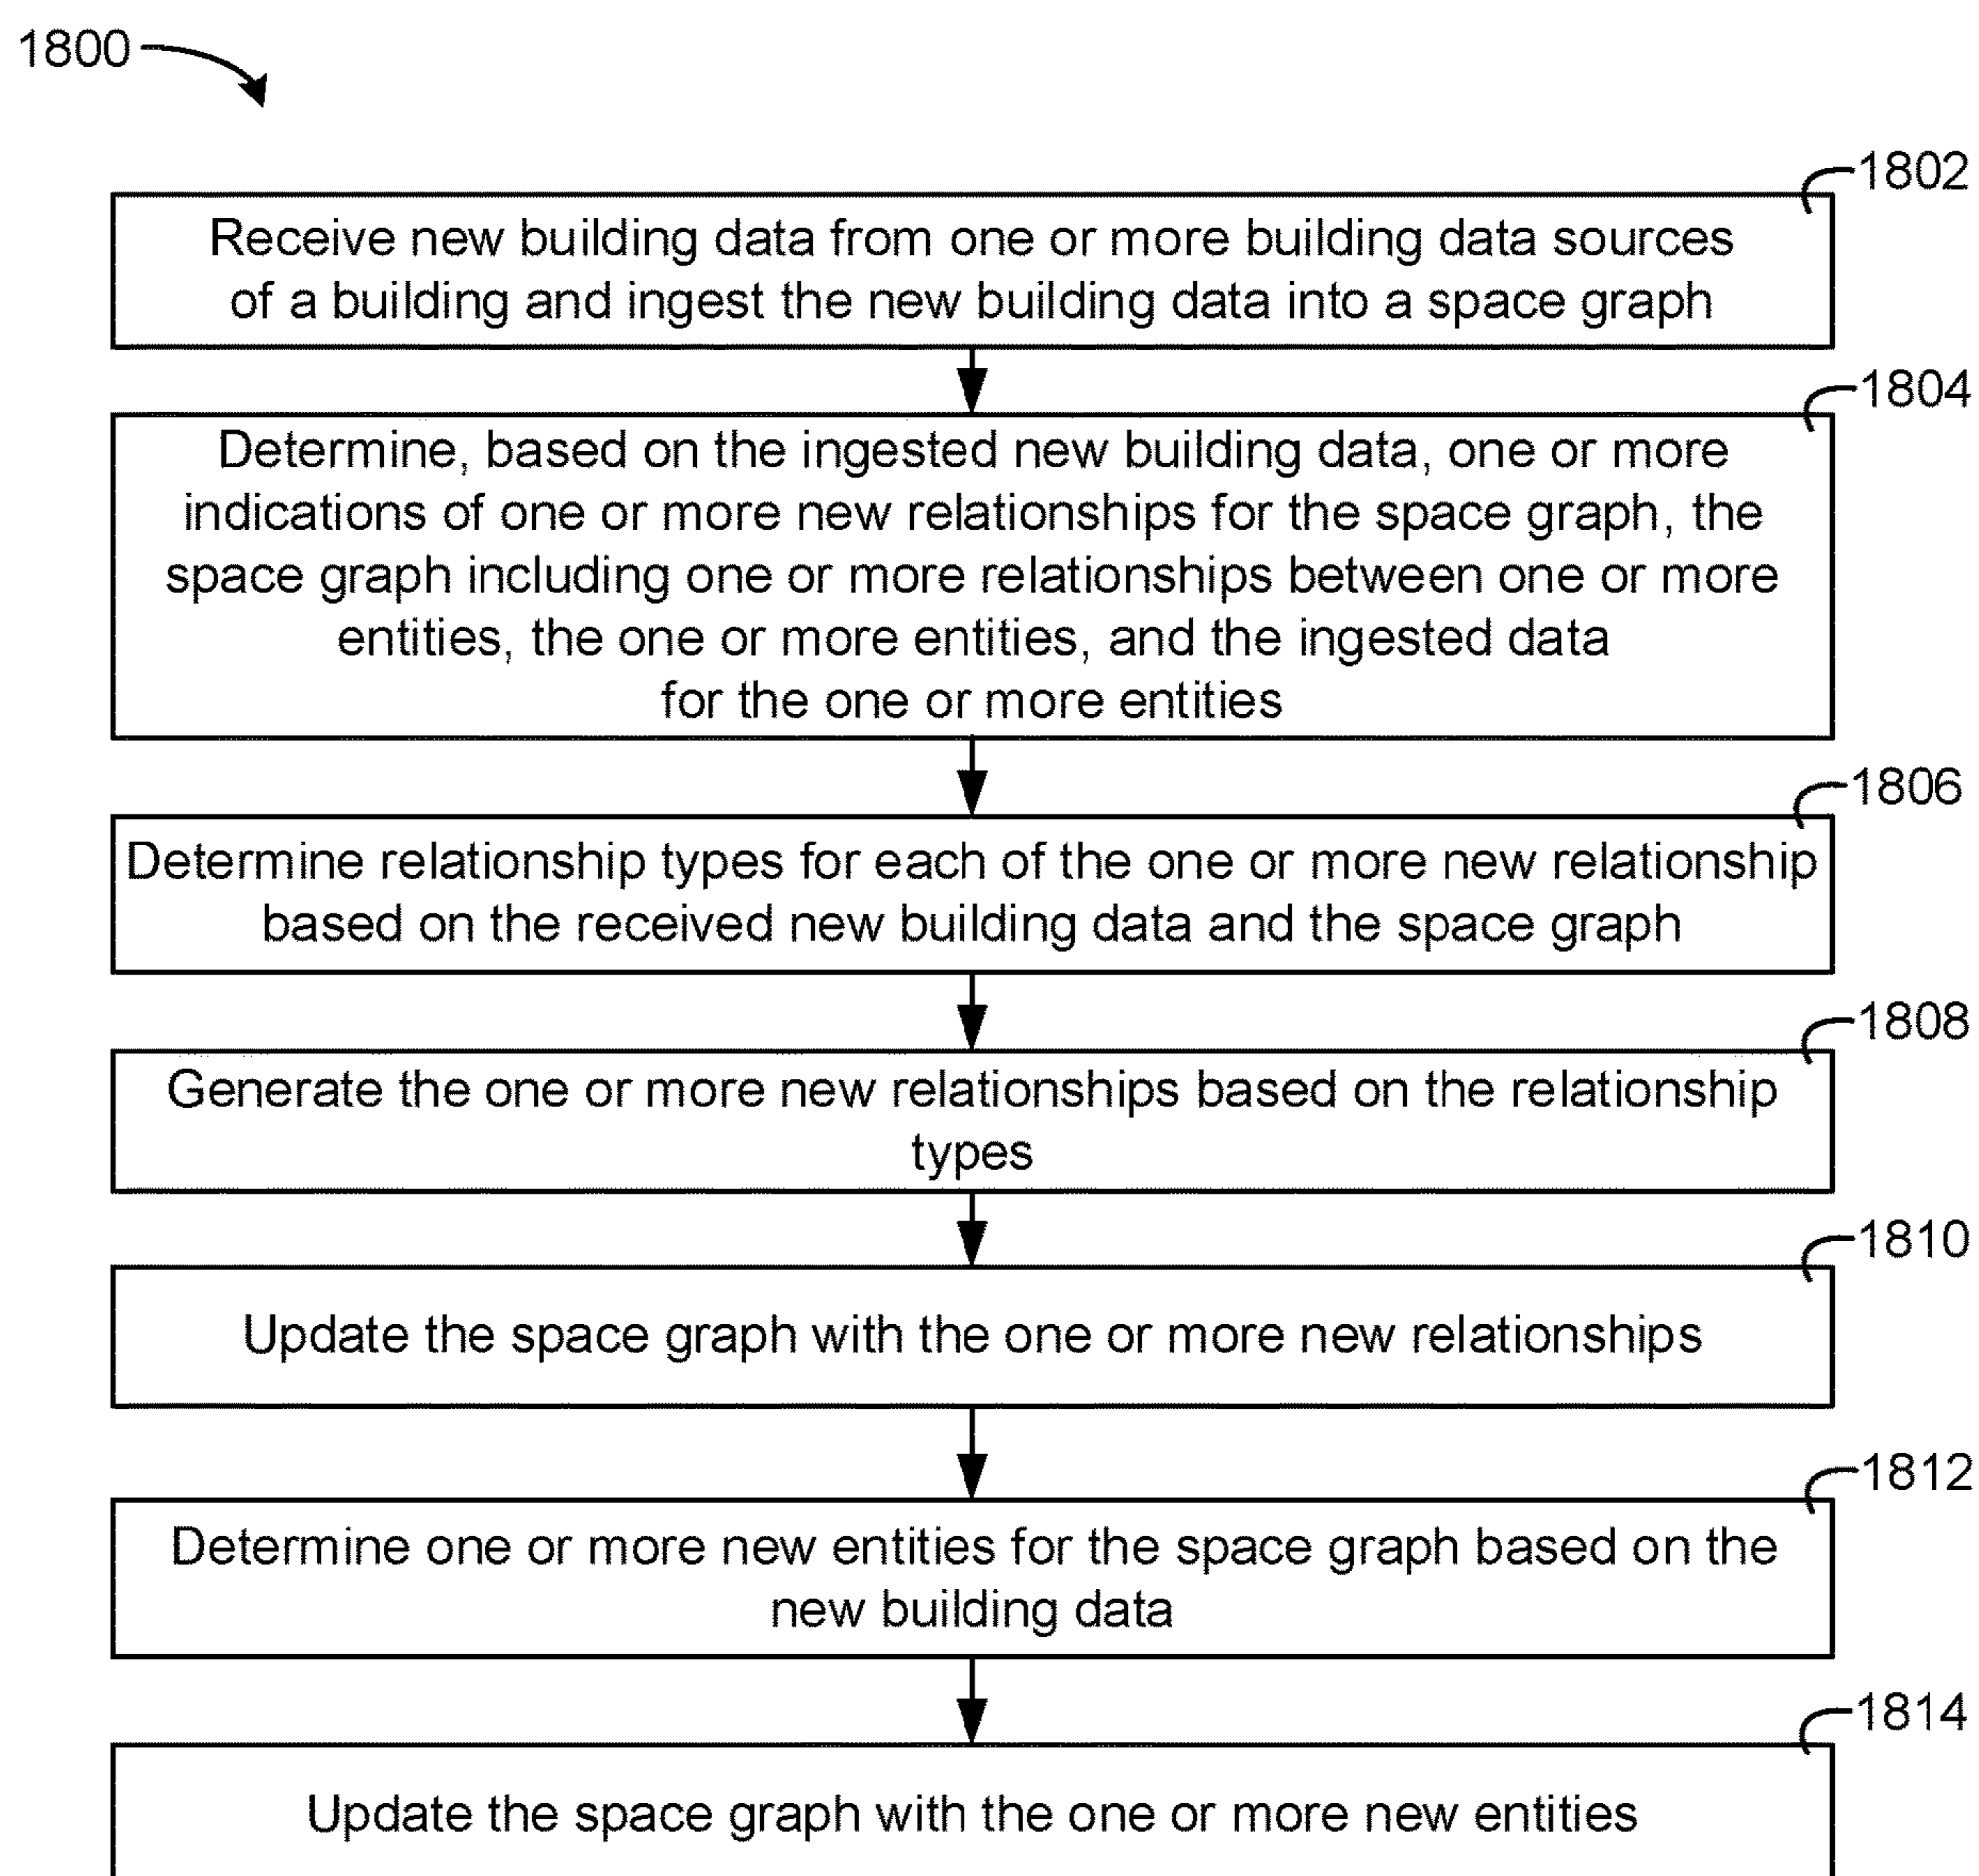 1800
1802
Receive new building data from one or more building data sources
of a building and ingest the new building data into a space graph
1804
Determine, based on the ingested new building data, one or more
indications of one or more new relationships for the space graph, the
space graph including one or more relationships between one or more
entities, the one or more entities, and the ingested data
for the one or more entities
1806
Determine relationship types for each of the one or more new relationship
based on the received new building data and the space graph
1808
Generate the one or more new relationships based on the relationship
types
1810
Update the space graph with the one or more new relationships
1812
Determine one or more new entities for the space graph based on the
new building data
1814
Update the space graph with the one or more new entities